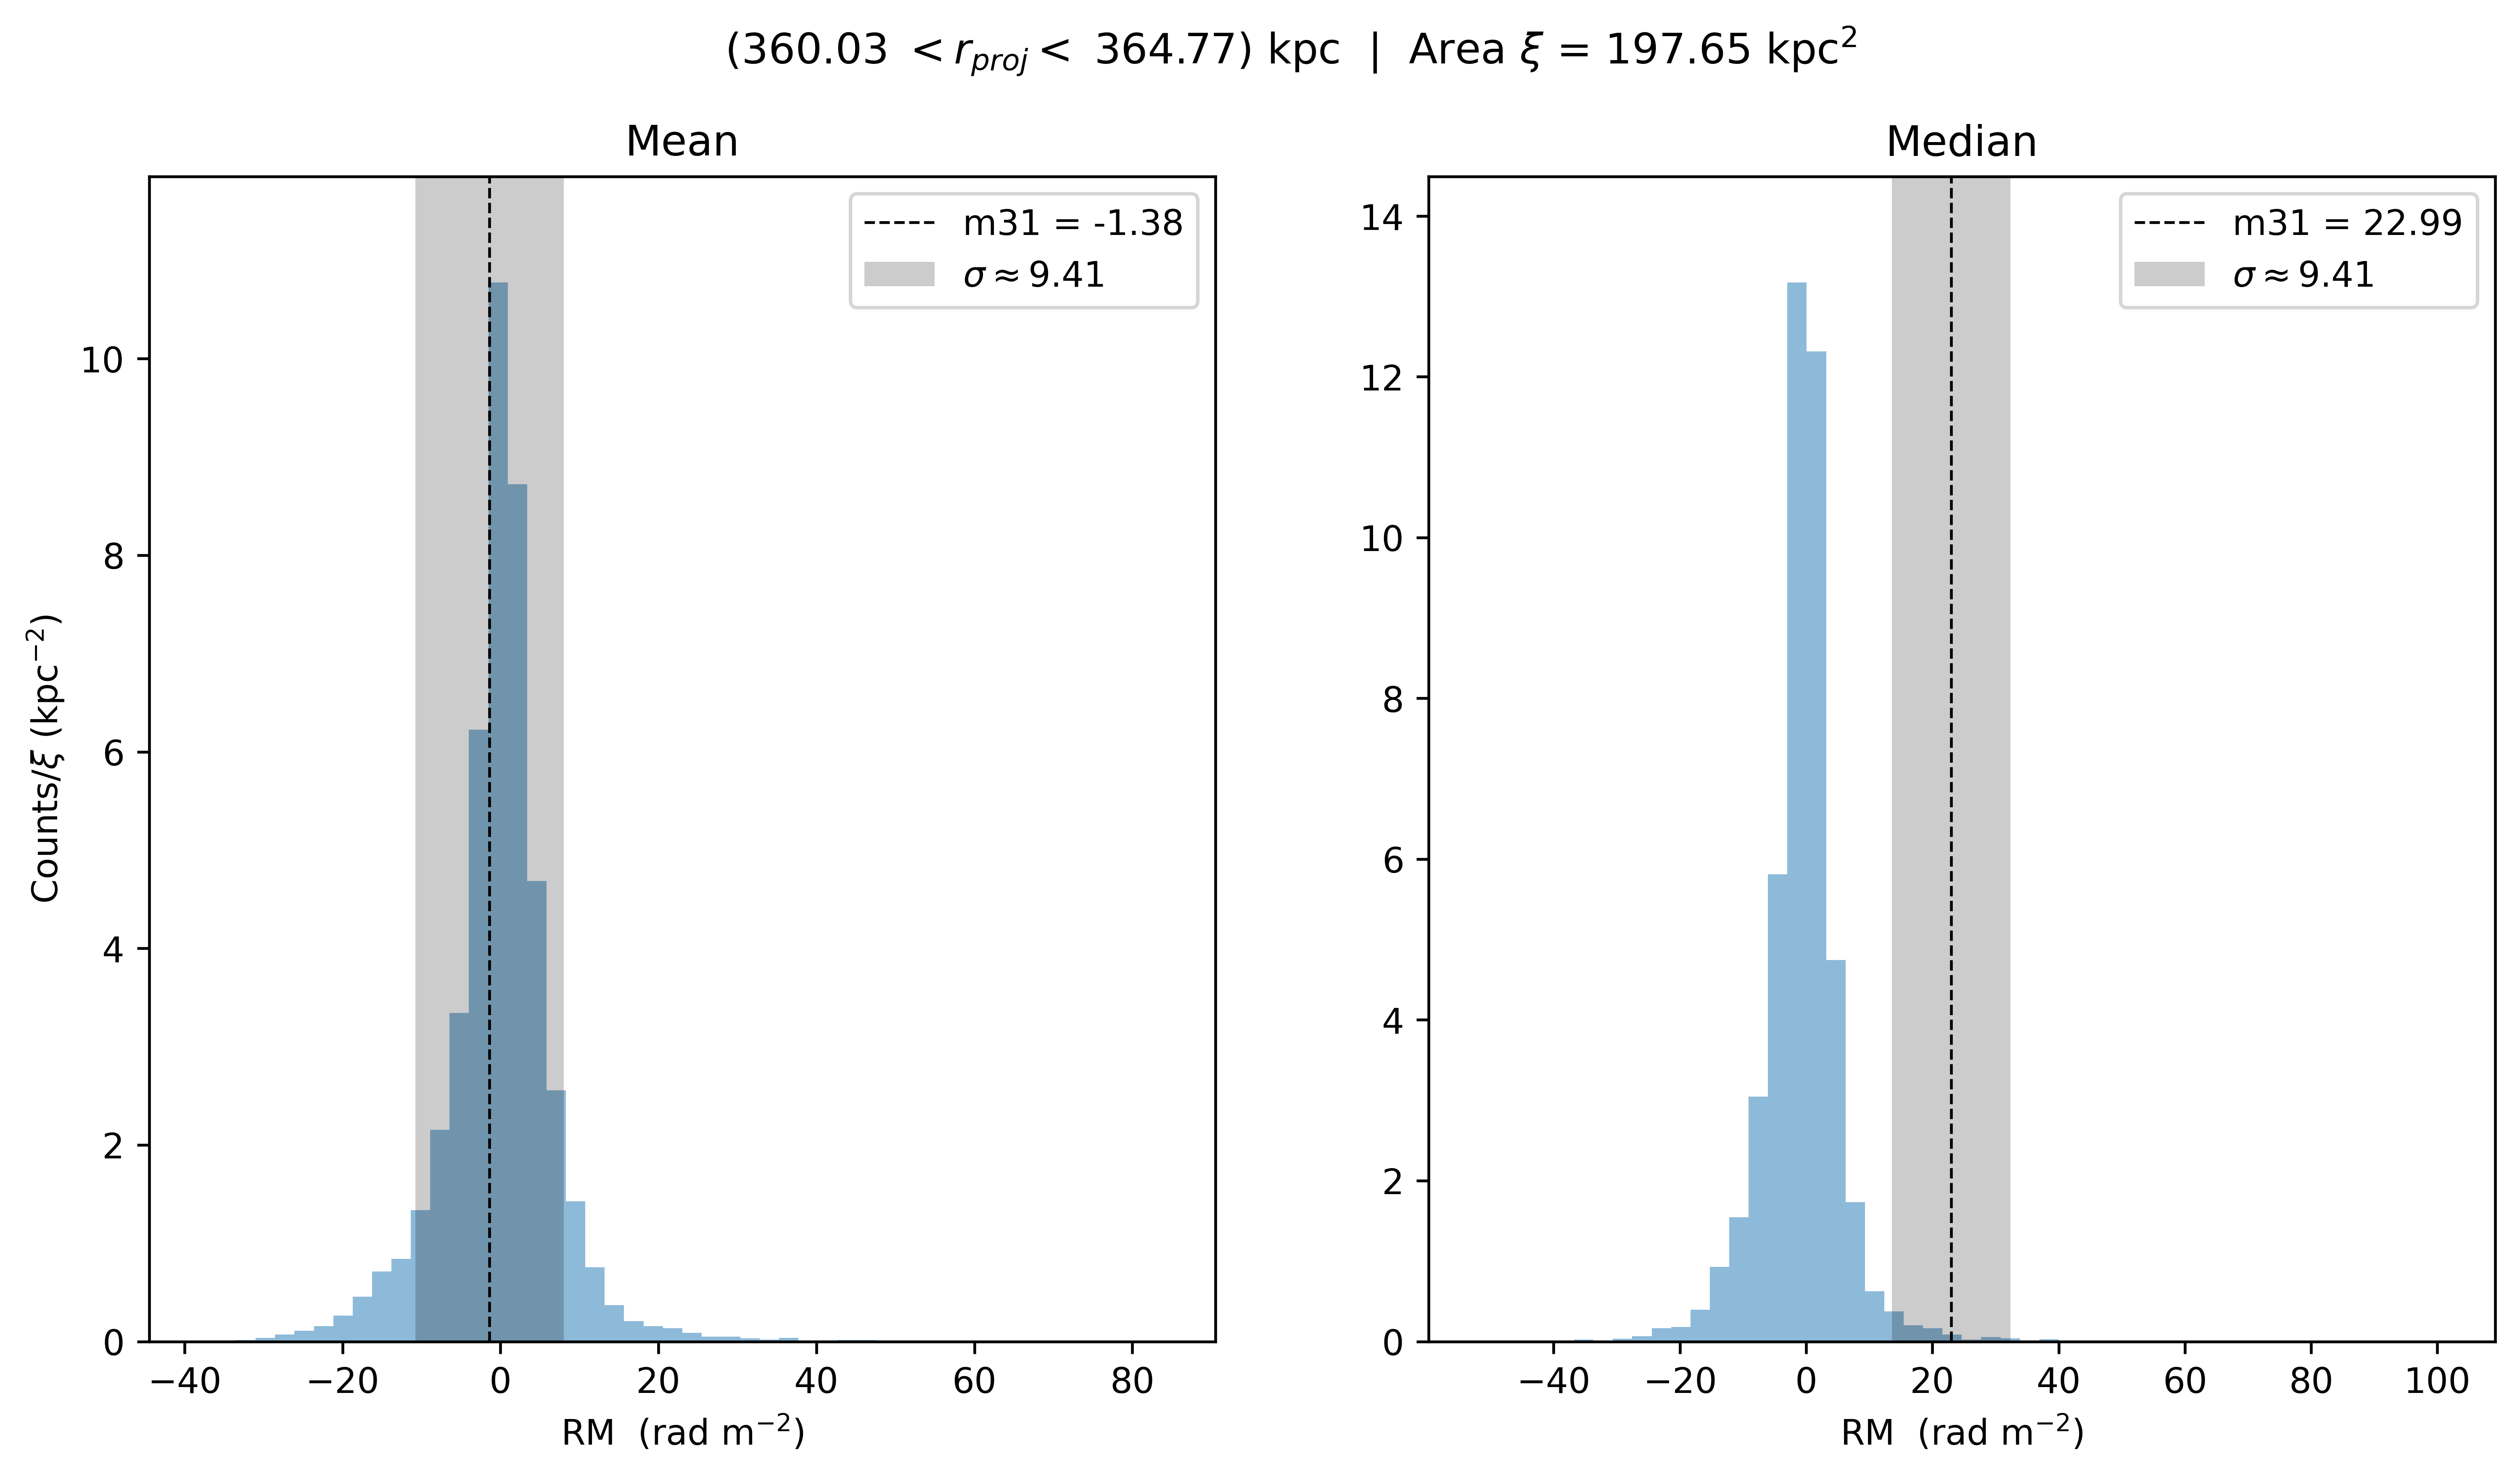 (360.03 < r_proj < 364.77) kpc | Area ξ = 197.65 kpc²
Mean
m31 = -1.38
σ ≈ 9.41
10
8
6
4
2
0
Counts/ξ (kpc⁻²)
−40 −20 0 20 40 60 80
RM (rad m⁻²)
Median
m31 = 22.99
σ ≈ 9.41
14
12
10
8
6
4
2
0
−40 −20 0 20 40 60 80 100
RM (rad m⁻²)